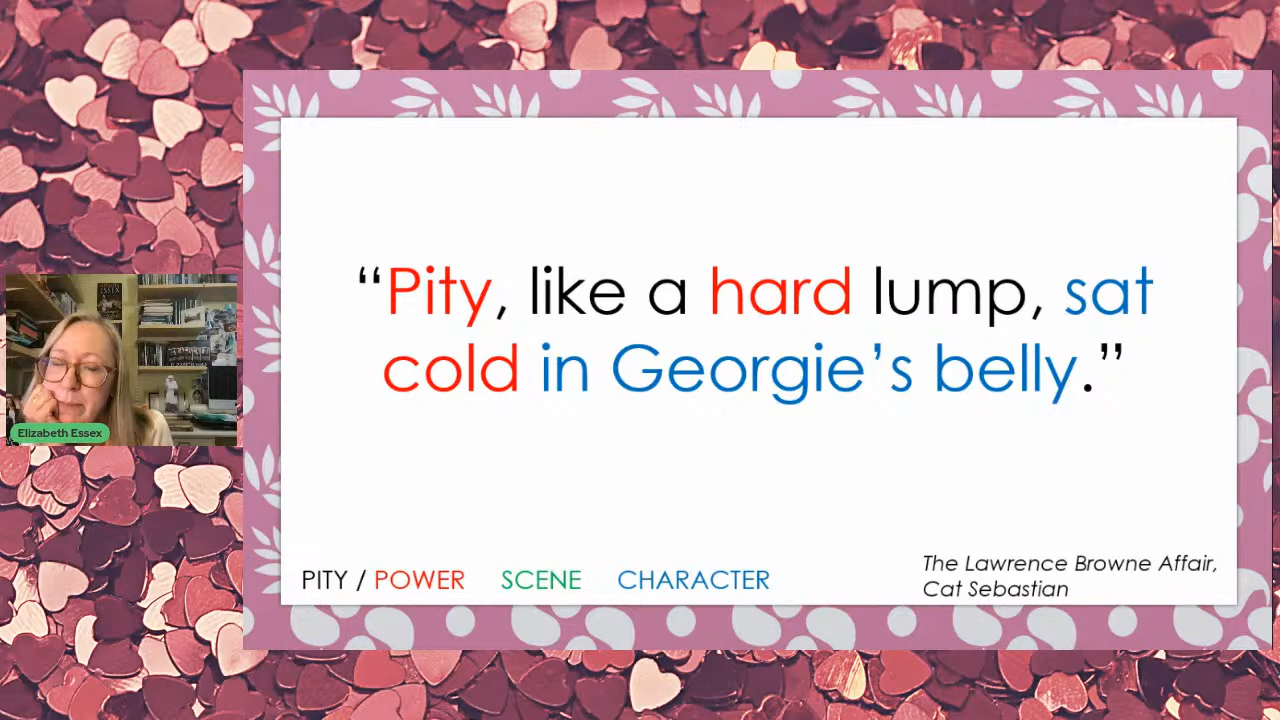 “Pity, like a hard lump, sat
cold in Georgie’s belly.”
PITY / POWER SCENE CHARACTER
The Lawrence Browne Affair,
Cat Sebastian
ESSEX
Elizabeth Essex